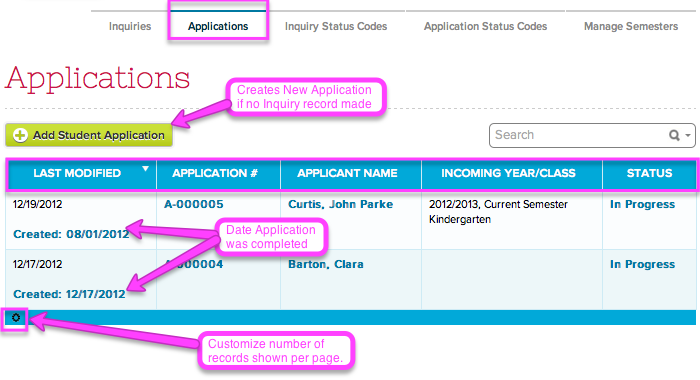 Inquiries Applications Inquiry Status Codes Application Status Codes Manage Semesters
Applications
Creates New Application
if no Inquiry record made
Add Student Application
Search
LAST MODIFIED APPLICATION # APPLICANT NAME INCOMING YEAR/CLASS STATUS
12/19/2012 A-000005 Curtis, John Parke 2012/2013, Current Semester In Progress
Kindergarten
Created: 08/01/2012
Date Application
was completed
12/17/2012 A-000004 Barton, Clara In Progress
Created: 12/17/2012
Customize number of
records shown per page.